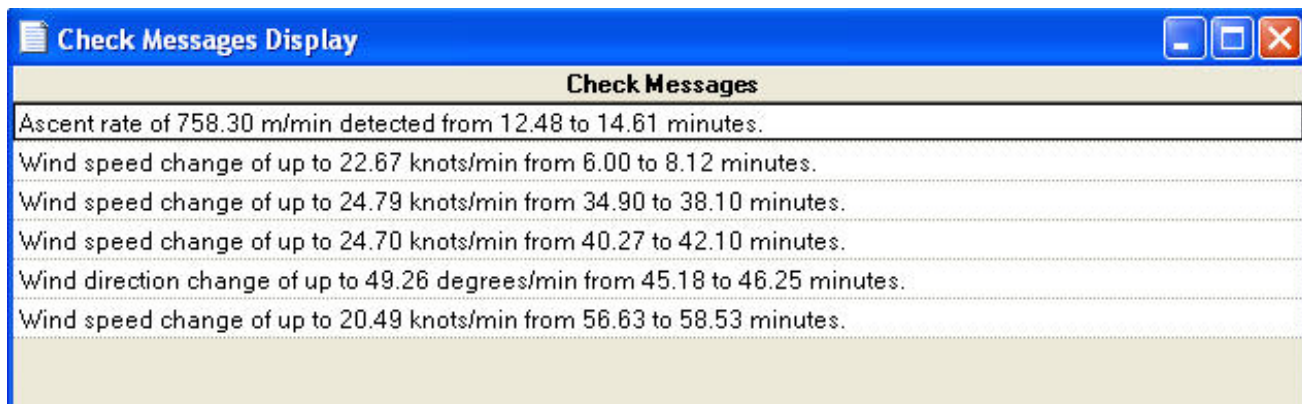 Check Messages Display
Check Messages
Ascent rate of 758.30 m/min detected from 12.48 to 14.61 minutes.
Wind speed change of up to 22.67 knots/min from 6.00 to 8.12 minutes.
Wind speed change of up to 24.79 knots/min from 34.90 to 38.10 minutes.
Wind speed change of up to 24.70 knots/min from 40.27 to 42.10 minutes.
Wind direction change of up to 49.26 degrees/min from 45.18 to 46.25 minutes.
Wind speed change of up to 20.49 knots/min from 56.63 to 58.53 minutes.